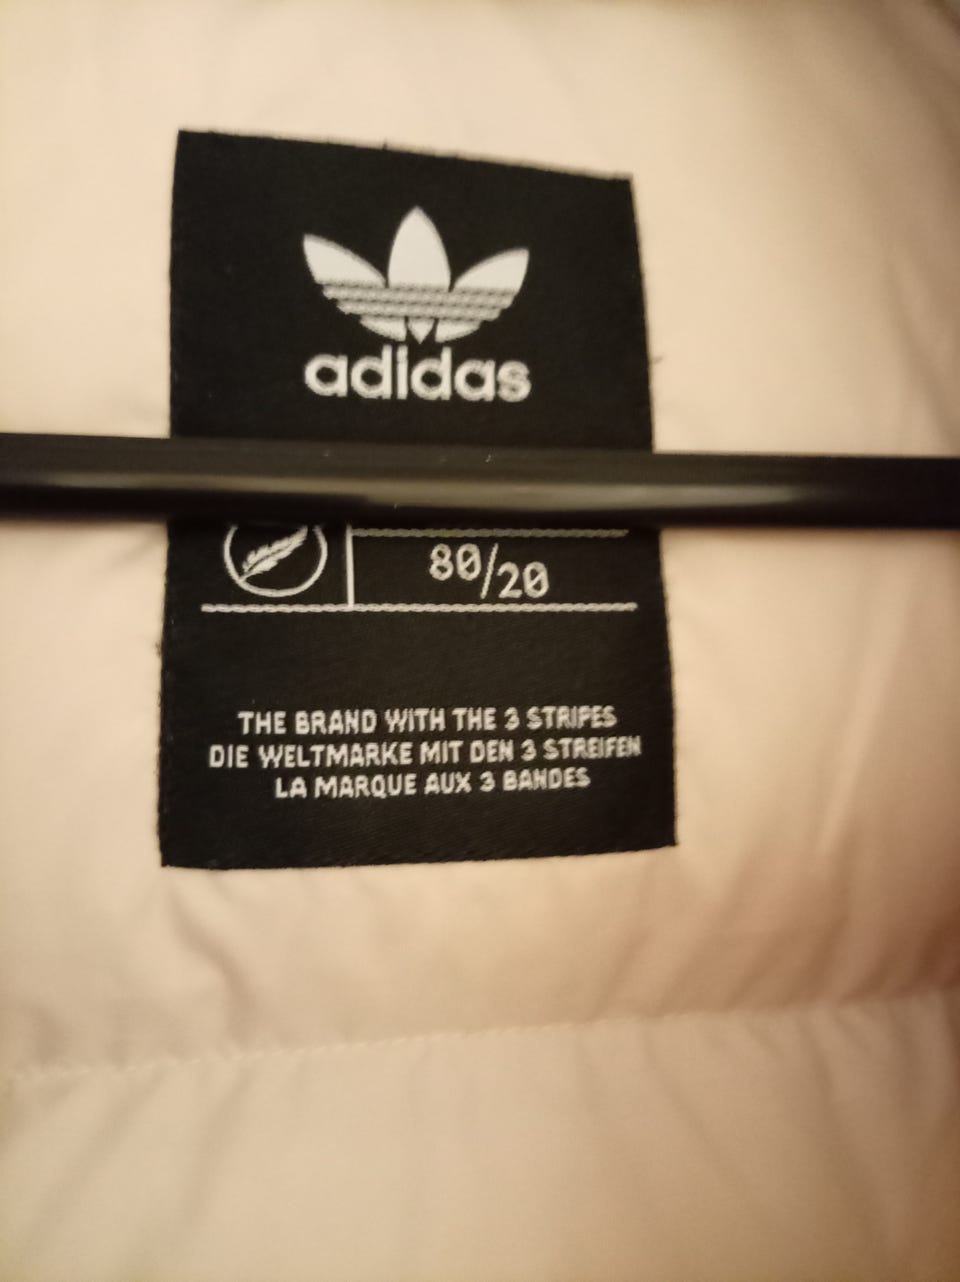 adidas
80/20
THE BRAND WITH THE 3 STRIPES
DIE WELTMARKE MIT DEN 3 STREIFEN
LA MARQUE AUX 3 BANDES